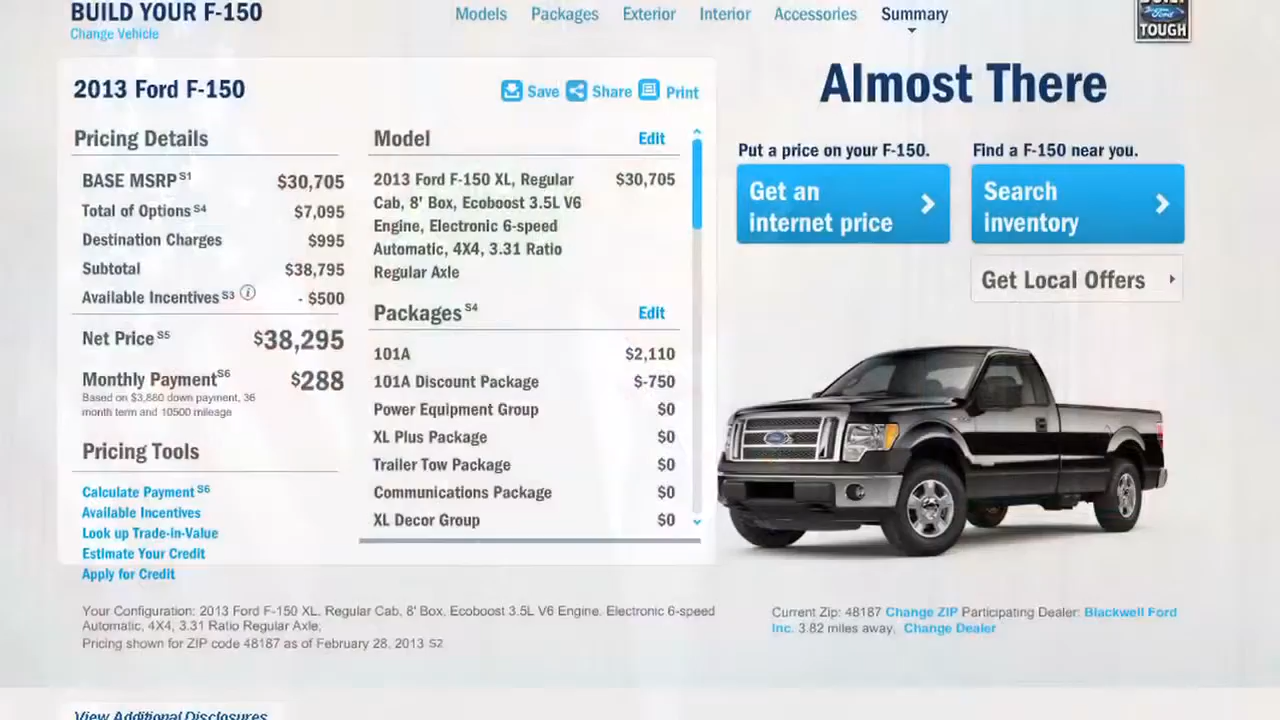 BUILD YOUR F-150
Change Vehicle
Models Packages Exterior Interior Accessories Summary
Ford
TOUGH
2013 Ford F-150
Save Share Print
Pricing Details
BASE MSRP S1 $30,705
Total of Options S4 $7,095
Destination Charges $995
Subtotal $38,795
Available Incentives S3 - $500
Net Price S5 $38,295
Monthly Payment S6 $288
Based on $3,880 down payment, 36
month term and 10500 mileage
Pricing Tools
Calculate Payment S6
Available Incentives
Look up Trade-in-Value
Estimate Your Credit
Apply for Credit
Model Edit
2013 Ford F-150 XL, Regular $30,705
Cab, 8' Box, Ecoboost 3.5L V6
Engine, Electronic 6-speed
Automatic, 4X4, 3.31 Ratio
Regular Axle
Packages S4 Edit
101A $2,110
101A Discount Package $-750
Power Equipment Group $0
XL Plus Package $0
Trailer Tow Package $0
Communications Package $0
XL Decor Group $0
Almost There
Put a price on your F-150.
Get an
internet price
Find a F-150 near you.
Search
inventory
Get Local Offers
Your Configuration: 2013 Ford F-150 XL, Regular Cab, 8' Box, Ecoboost 3.5L V6 Engine, Electronic 6-speed
Automatic, 4X4, 3.31 Ratio Regular Axle,
Pricing shown for ZIP code 48187 as of February 28, 2013 S2
Current Zip: 48187 Change ZIP Participating Dealer: Blackwell Ford
Inc. 3.82 miles away. Change Dealer
View Additional Disclosures